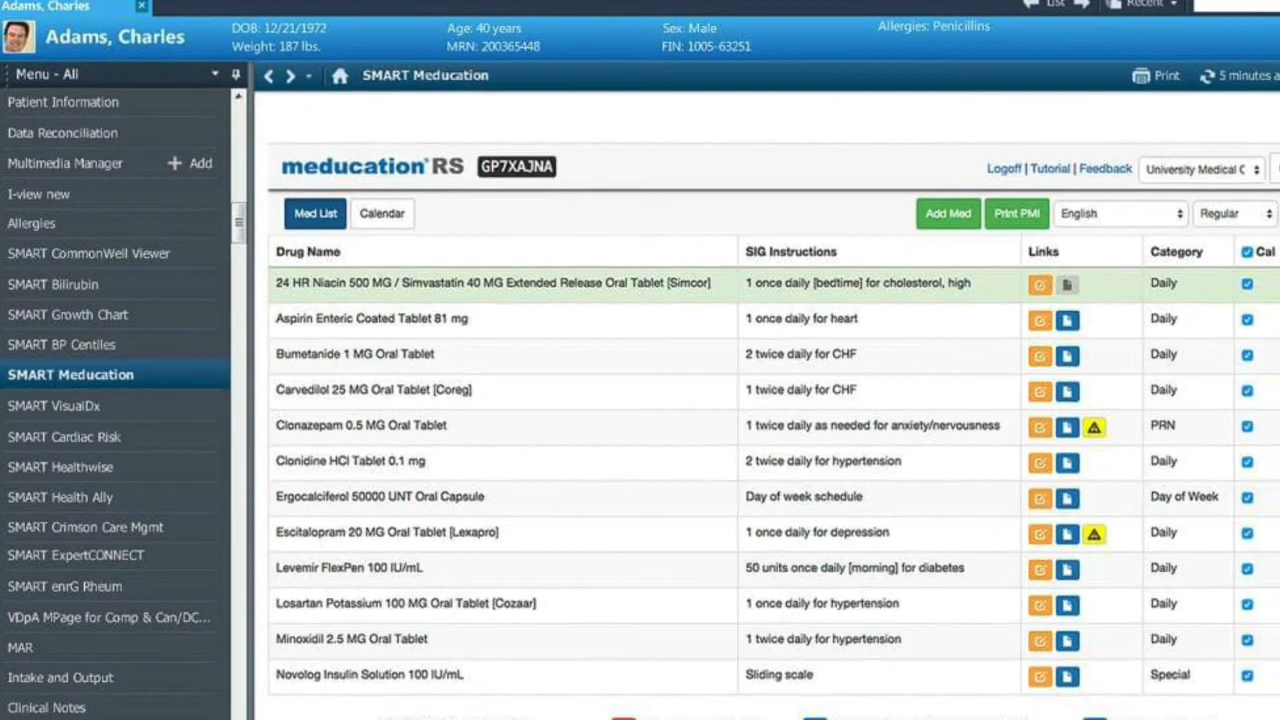 Adams, Charles
List
Recent
Adams, Charles
DOB: 12/21/1972
Age: 40 years
Sex: Male
Allergies: Penicillins
Weight: 187 lbs.
MRN: 200365448
FIN: 1005-63251
Menu - All
SMART Meducation
Print
5 minutes a
Patient Information
Data Reconciliation
Multimedia Manager
Add
I-view new
Allergies
SMART CommonWell Viewer
SMART Bilirubin
SMART Growth Chart
SMART BP Centiles
SMART Meducation
SMART VisualDx
SMART Cardiac Risk
SMART Healthwise
SMART Health Ally
SMART Crimson Care Mgmt
SMART ExpertCONNECT
SMART enrG Rheum
VDpA MPage for Comp & Can/DC...
MAR
Intake and Output
Clinical Notes
meducation® RS GP7XAJNA
Logoff | Tutorial | Feedback University Medical C
Med List Calendar Add Med Print PMI English Regular
Drug Name SIG Instructions Links Category Cal
24 HR Niacin 500 MG / Simvastatin 40 MG Extended Release Oral Tablet [Simcor] 1 once daily [bedtime] for cholesterol, high Daily
Aspirin Enteric Coated Tablet 81 mg 1 once daily for heart Daily
Bumetanide 1 MG Oral Tablet 2 twice daily for CHF Daily
Carvedilol 25 MG Oral Tablet [Coreg] 1 twice daily for CHF Daily
Clonazepam 0.5 MG Oral Tablet 1 twice daily as needed for anxiety/nervousness PRN
Clonidine HCl Tablet 0.1 mg 2 twice daily for hypertension Daily
Ergocalciferol 50000 UNT Oral Capsule Day of week schedule Day of Week
Escitalopram 20 MG Oral Tablet [Lexapro] 1 once daily for depression Daily
Levemir FlexPen 100 IU/mL 50 units once daily [morning] for diabetes Daily
Losartan Potassium 100 MG Oral Tablet [Cozaar] 1 once daily for hypertension Daily
Minoxidil 2.5 MG Oral Tablet 1 twice daily for hypertension Daily
Novolog Insulin Solution 100 IU/mL Sliding scale Special